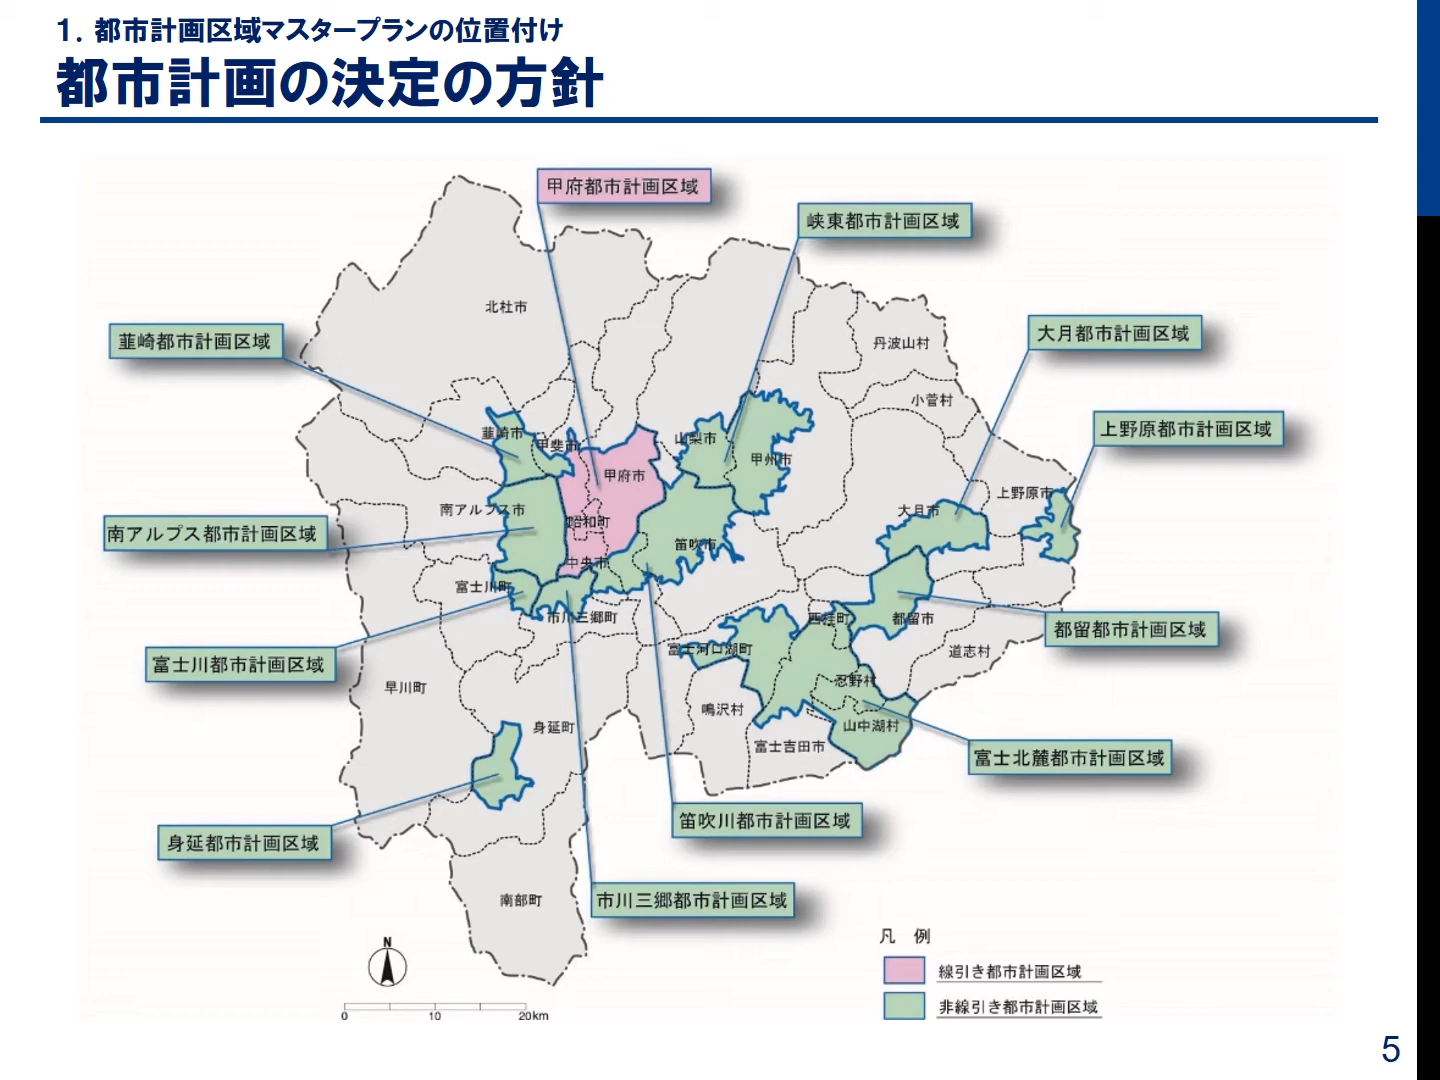 1. 都市計画区域マスタープランの位置付け
都市計画の決定の方針
甲府都市計画区域
峡東都市計画区域
北杜市
大月都市計画区域
韮崎都市計画区域
丹波山村
小菅村
上野原都市計画区域
韮崎市
甲斐市
山梨市
甲州市
甲府市
上野原市
南アルプス市
大月市
昭和町
南アルプス都市計画区域
笛吹市
中央市
富士川町
市川三郷町
西桂町
都留市
都留都市計画区域
富士河口湖町
道志村
富士川都市計画区域
早川町
忍野村
鳴沢村
身延町
山中湖村
富士吉田市
富士北麓都市計画区域
笛吹川都市計画区域
身延都市計画区域
南部町
市川三郷都市計画区域
凡 例
N
線引き都市計画区域
非線引き都市計画区域
0 10 20km
5